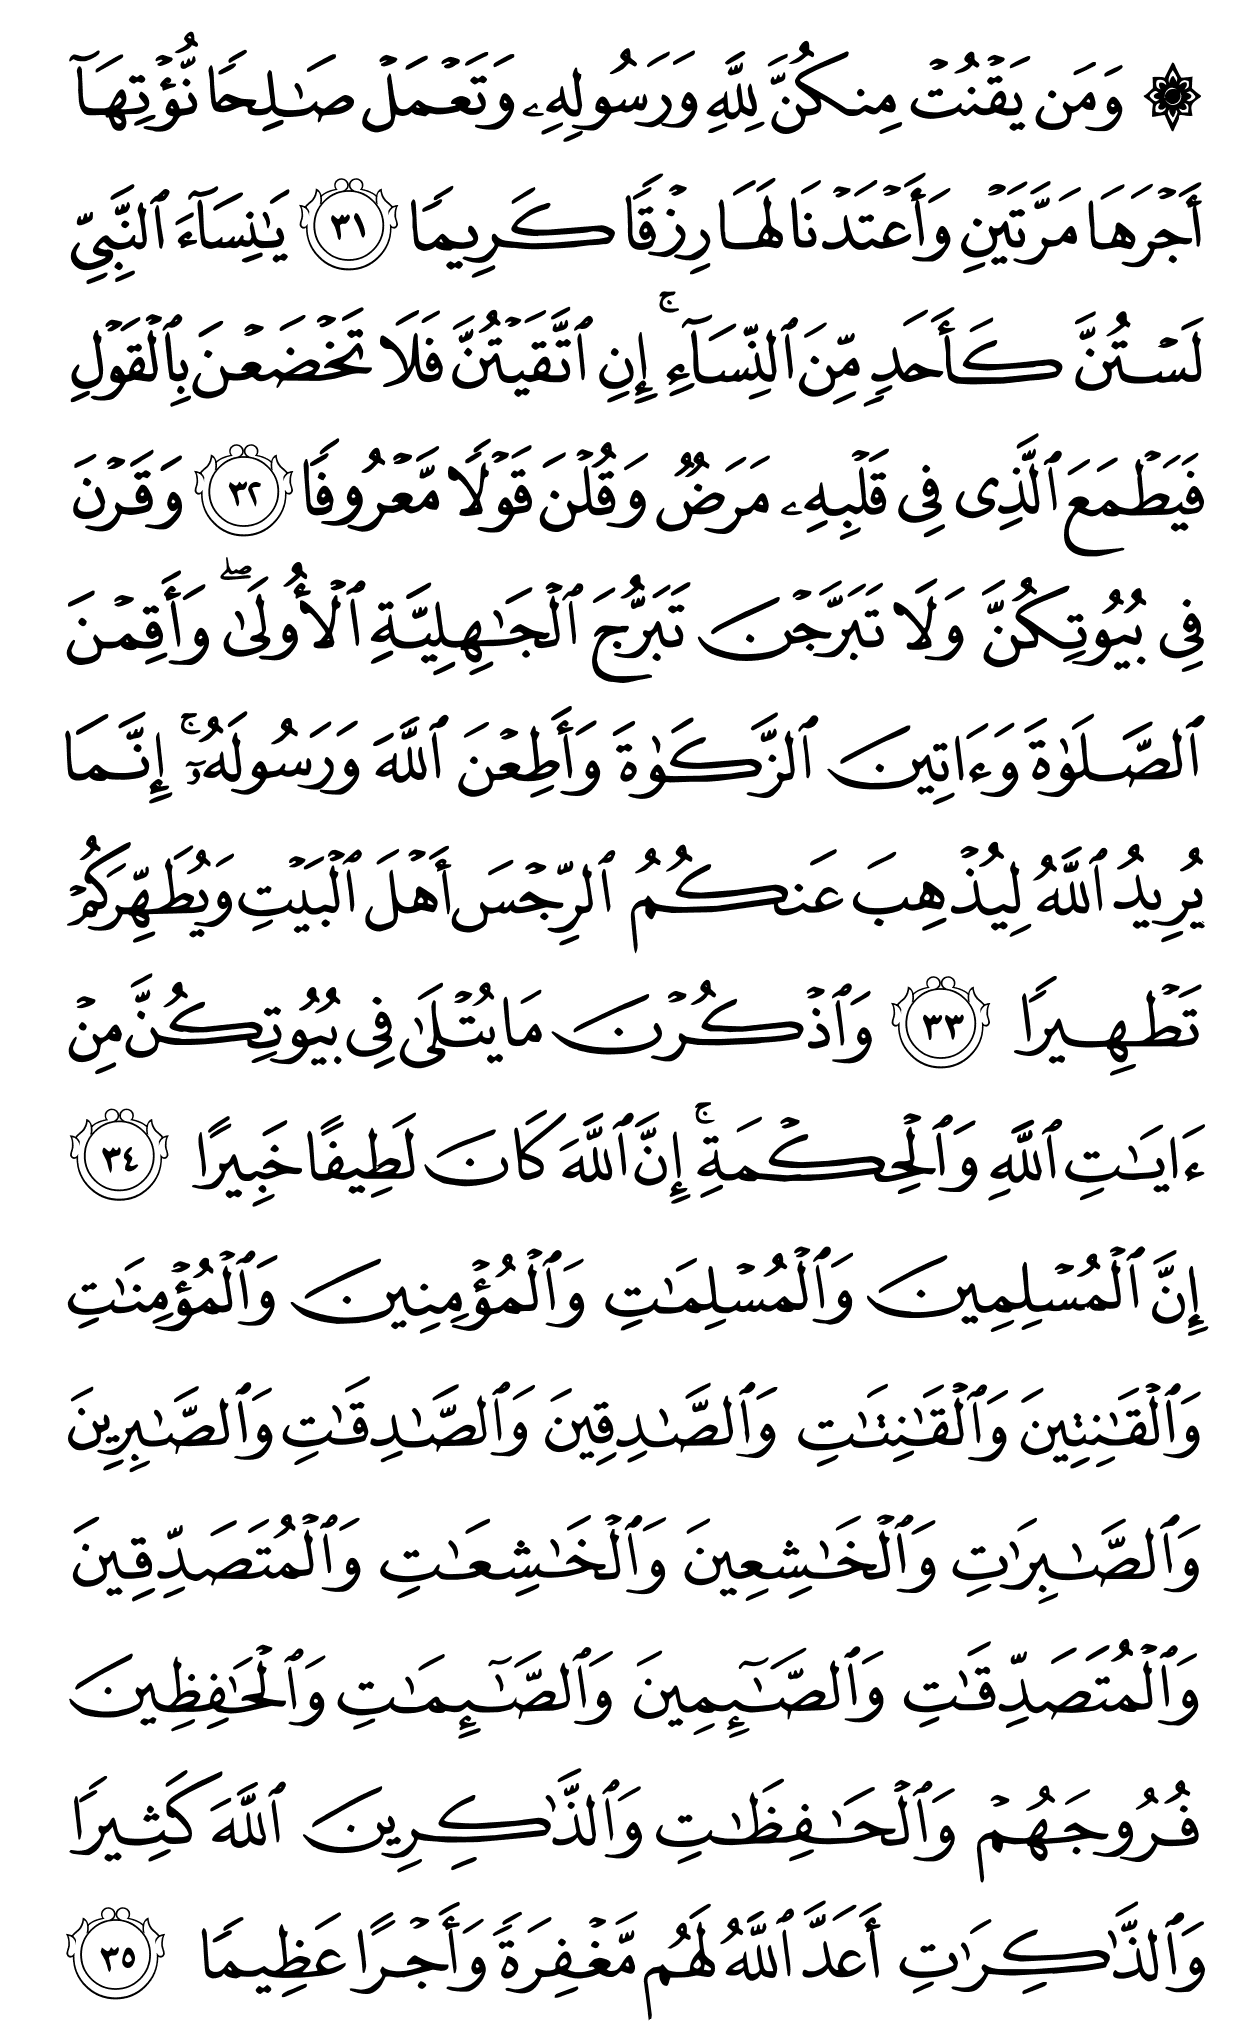 ۞ وَمَن يَقۡنُتۡ مِنكُنَّ لِلَّهِ وَرَسُولِهِۦ وَتَعۡمَلۡ صَٰلِحٗا نُّؤۡتِهَآ
أَجۡرَهَا مَرَّتَيۡنِ وَأَعۡتَدۡنَا لَهَا رِزۡقٗا كَرِيمٗا ٣١ يَٰنِسَآءَ ٱلنَّبِيِّ
لَسۡتُنَّ كَأَحَدٖ مِّنَ ٱلنِّسَآءِۚ إِنِ ٱتَّقَيۡتُنَّ فَلَا تَخۡضَعۡنَ بِٱلۡقَوۡلِ
فَيَطۡمَعَ ٱلَّذِي فِي قَلۡبِهِۦ مَرَضٞ وَقُلۡنَ قَوۡلٗا مَّعۡرُوفٗا ٣٢ وَقَرۡنَ
فِي بُيُوتِكُنَّ وَلَا تَبَرَّجۡنَ تَبَرُّجَ ٱلۡجَٰهِلِيَّةِ ٱلۡأُولَىٰۖ وَأَقِمۡنَ
ٱلصَّلَوٰةَ وَءَاتِينَ ٱلزَّكَوٰةَ وَأَطِعۡنَ ٱللَّهَ وَرَسُولَهُۥٓۚ إِنَّمَا
يُرِيدُ ٱللَّهُ لِيُذۡهِبَ عَنكُمُ ٱلرِّجۡسَ أَهۡلَ ٱلۡبَيۡتِ وَيُطَهِّرَكُمۡ
تَطۡهِيرٗا ٣٣ وَٱذۡكُرۡنَ مَا يُتۡلَىٰ فِي بُيُوتِكُنَّ مِنۡ
ءَايَٰتِ ٱللَّهِ وَٱلۡحِكۡمَةِۚ إِنَّ ٱللَّهَ كَانَ لَطِيفًا خَبِيرًا ٣٤
إِنَّ ٱلۡمُسۡلِمِينَ وَٱلۡمُسۡلِمَٰتِ وَٱلۡمُؤۡمِنِينَ وَٱلۡمُؤۡمِنَٰتِ
وَٱلۡقَٰنِتِينَ وَٱلۡقَٰنِتَٰتِ وَٱلصَّٰدِقِينَ وَٱلصَّٰدِقَٰتِ وَٱلصَّٰبِرِينَ
وَٱلصَّٰبِرَٰتِ وَٱلۡخَٰشِعِينَ وَٱلۡخَٰشِعَٰتِ وَٱلۡمُتَصَدِّقِينَ
وَٱلۡمُتَصَدِّقَٰتِ وَٱلصَّٰٓئِمِينَ وَٱلصَّٰٓئِمَٰتِ وَٱلۡحَٰفِظِينَ
فُرُوجَهُمۡ وَٱلۡحَٰفِظَٰتِ وَٱلذَّٰكِرِينَ ٱللَّهَ كَثِيرٗا
وَٱلذَّٰكِرَٰتِ أَعَدَّ ٱللَّهُ لَهُم مَّغۡفِرَةٗ وَأَجۡرًا عَظِيمٗا ٣٥